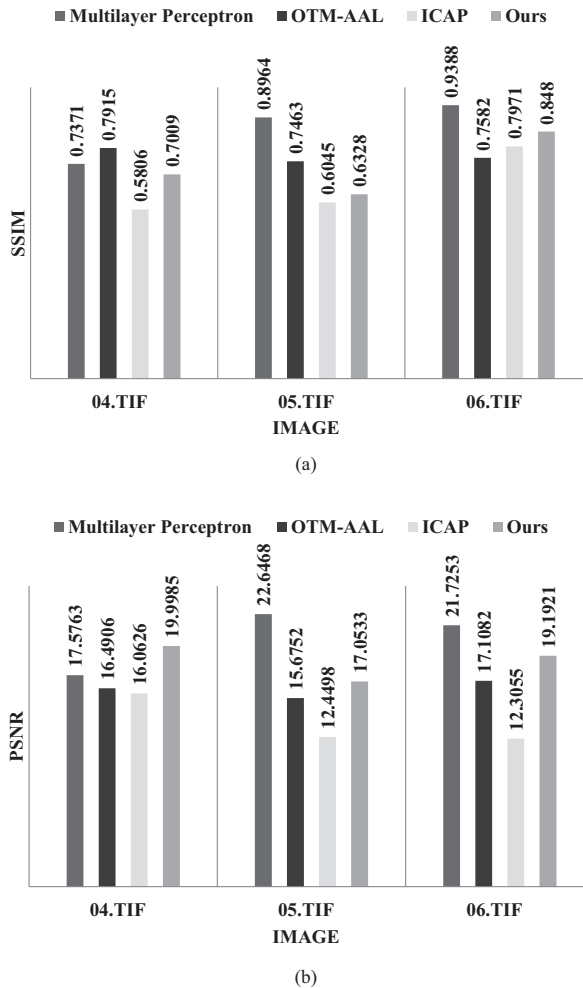 Multilayer Perceptron OTM-AAL ICAP Ours
SSIM
0.7371
0.7915
0.5806
0.7009
0.8964
0.7463
0.6045
0.6328
0.9388
0.7582
0.7971
0.848
04.TIF 05.TIF 06.TIF
IMAGE
(a)
Multilayer Perceptron OTM-AAL ICAP Ours
PSNR
17.5763
16.4906
16.0626
19.9985
22.6468
15.6752
12.4498
17.0533
21.7253
17.1082
12.3055
19.1921
04.TIF 05.TIF 06.TIF
IMAGE
(b)